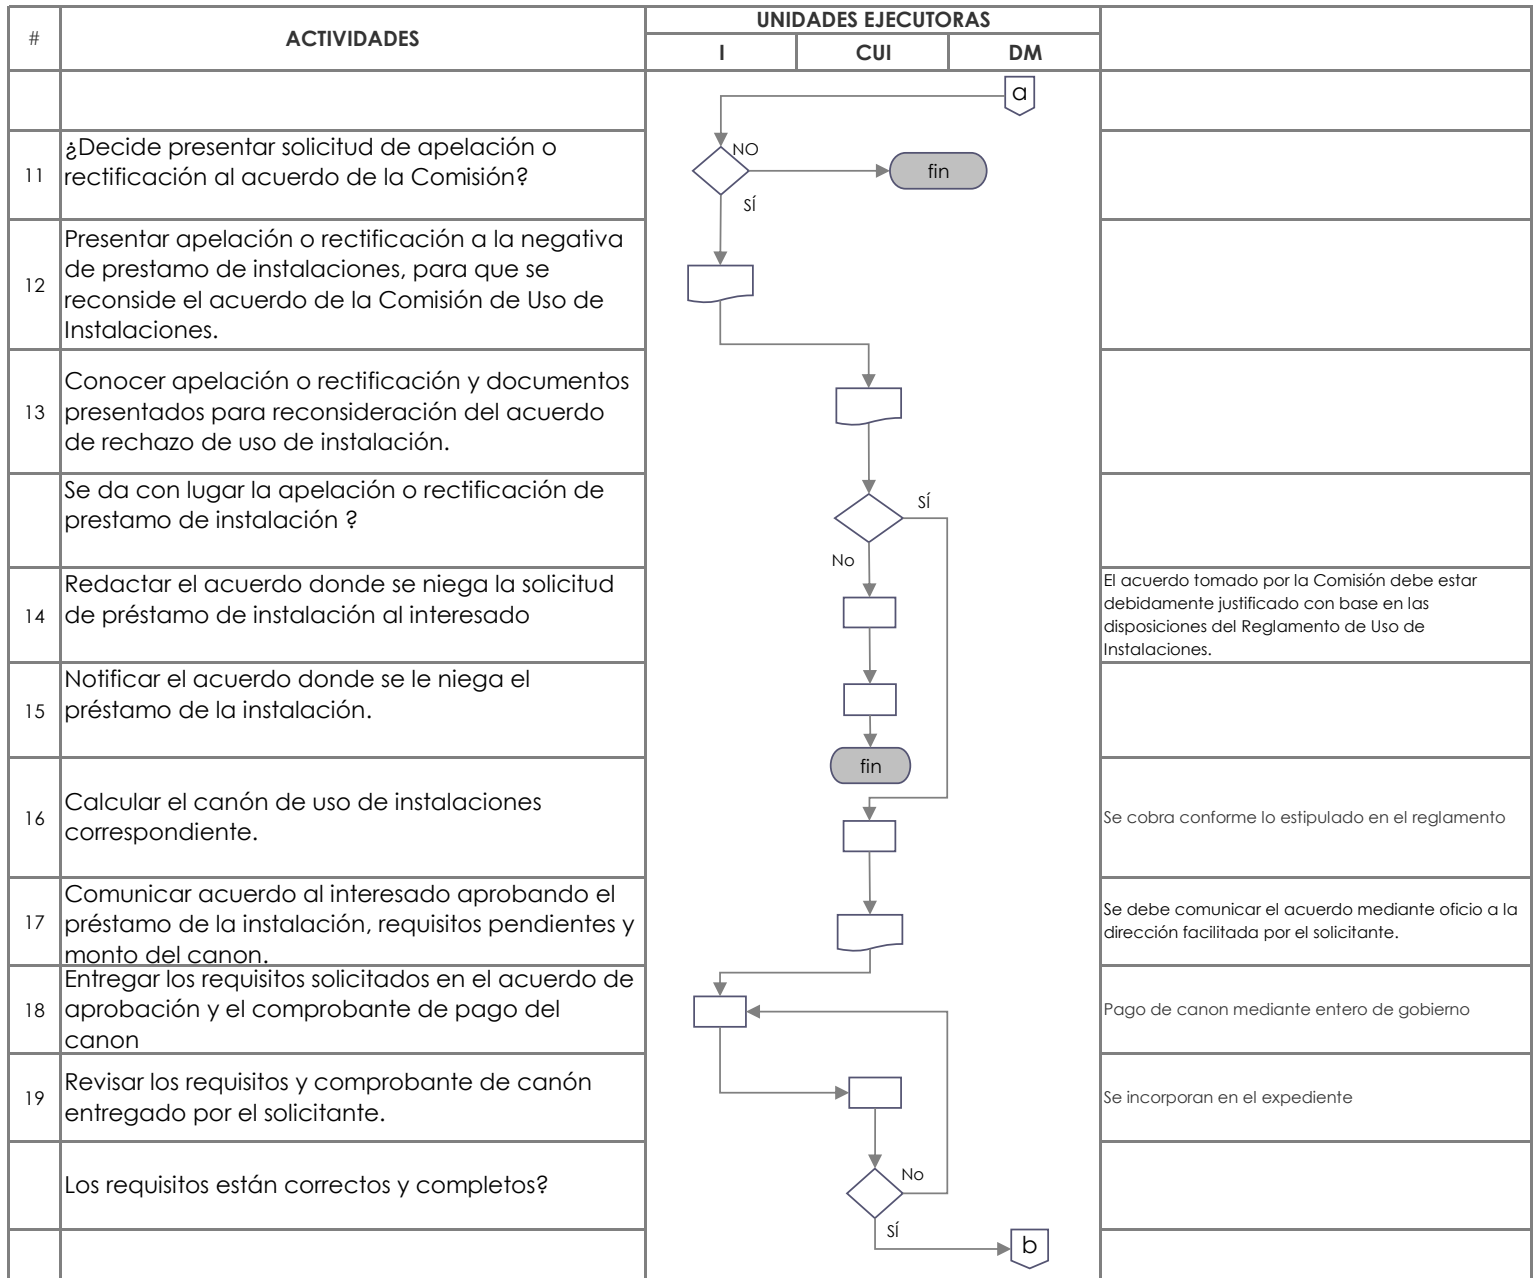 #
ACTIVIDADES
UNIDADES EJECUTORAS
I
CUI
DM
a
11
¿Decide presentar solicitud de apelación o
rectificación al acuerdo de la Comisión?
NO
fin
SÍ
12
Presentar apelación o rectificación a la negativa
de prestamo de instalaciones, para que se
reconside el acuerdo de la Comisión de Uso de
Instalaciones.
13
Conocer apelación o rectificación y documentos
presentados para reconsideración del acuerdo
de rechazo de uso de instalación.
Se da con lugar la apelación o rectificación de
prestamo de instalación ?
SÍ
No
14
Redactar el acuerdo donde se niega la solicitud
de préstamo de instalación al interesado
El acuerdo tomado por la Comisión debe estar
debidamente justificado con base en las
disposiciones del Reglamento de Uso de
Instalaciones.
15
Notificar el acuerdo donde se le niega el
préstamo de la instalación.
fin
16
Calcular el canón de uso de instalaciones
correspondiente.
Se cobra conforme lo estipulado en el reglamento
17
Comunicar acuerdo al interesado aprobando el
préstamo de la instalación, requisitos pendientes y
monto del canon.
Se debe comunicar el acuerdo mediante oficio a la
dirección facilitada por el solicitante.
18
Entregar los requisitos solicitados en el acuerdo de
aprobación y el comprobante de pago del
canon
Pago de canon mediante entero de gobierno
19
Revisar los requisitos y comprobante de canón
entregado por el solicitante.
Se incorporan en el expediente
Los requisitos están correctos y completos?
No
SÍ
b